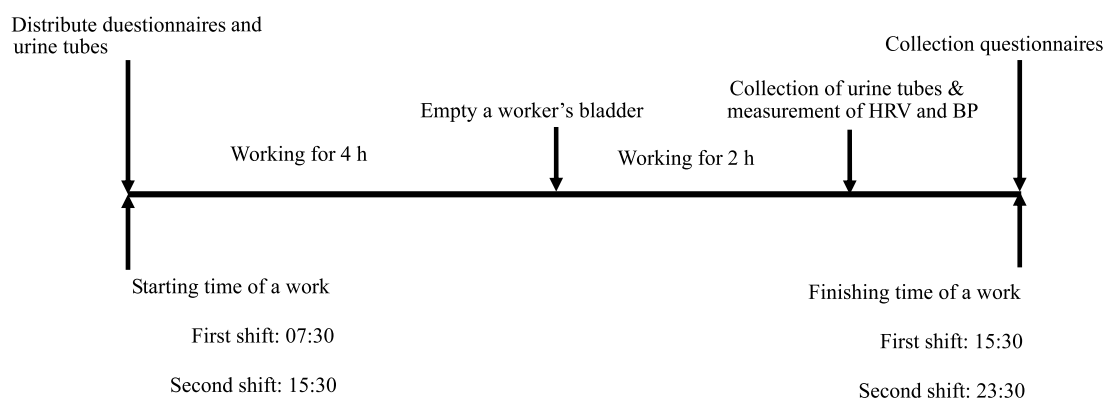 Distribute duestionnaires and
urine tubes
Collection questionnaires
Collection of urine tubes &
measurement of HRV and BP
Empty a worker's bladder
Working for 4 h
Working for 2 h
Starting time of a work
First shift: 07:30
Second shift: 15:30
Finishing time of a work
First shift: 15:30
Second shift: 23:30